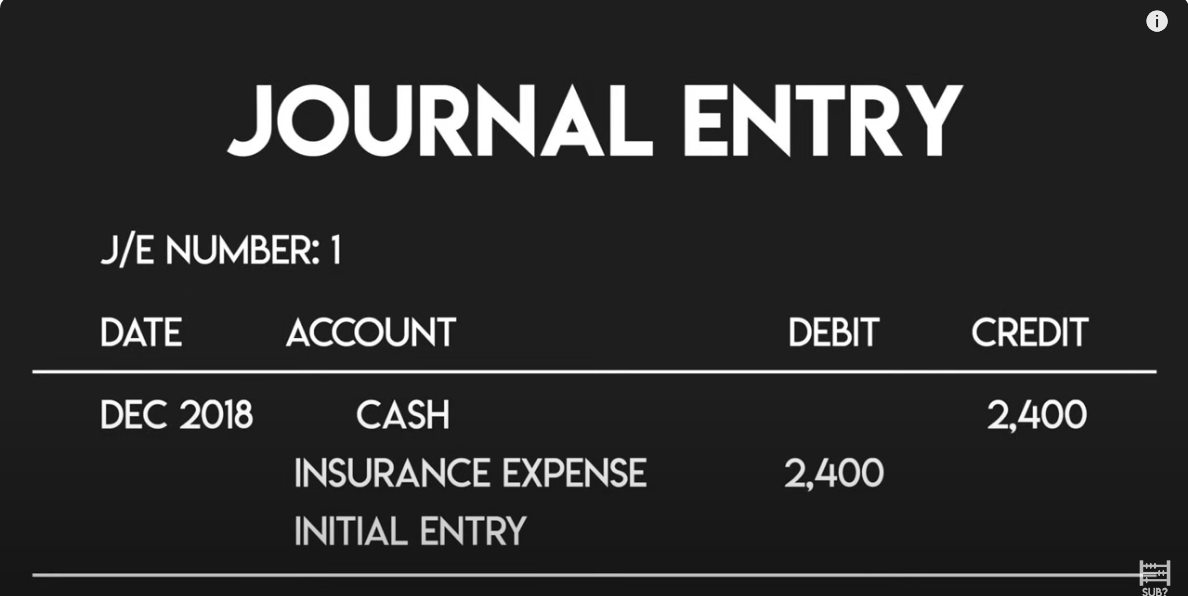 i
JOURNAL ENTRY
J/E NUMBER: 1
DATE ACCOUNT DEBIT CREDIT
DEC 2018 CASH 2,400
INSURANCE EXPENSE 2,400
INITIAL ENTRY
SUB?